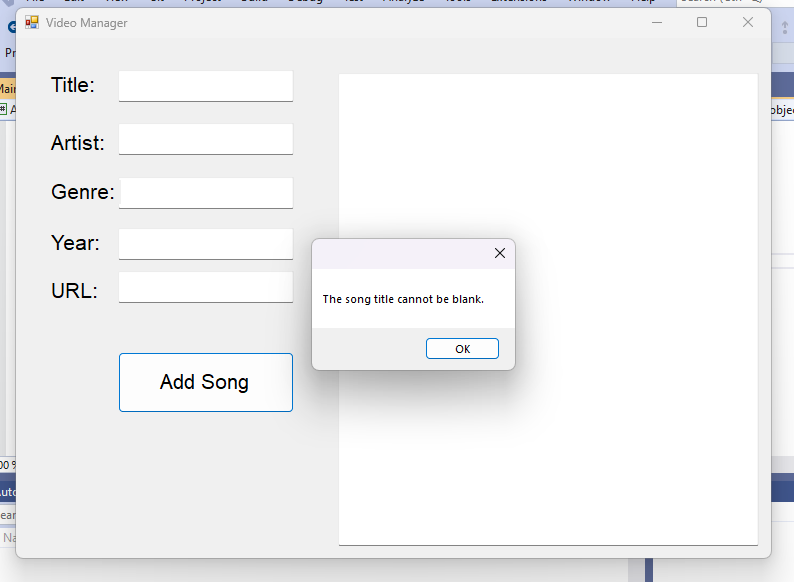 Video Manager
Title:
Artist:
Genre:
Year:
URL:
Add Song
The song title cannot be blank.
OK